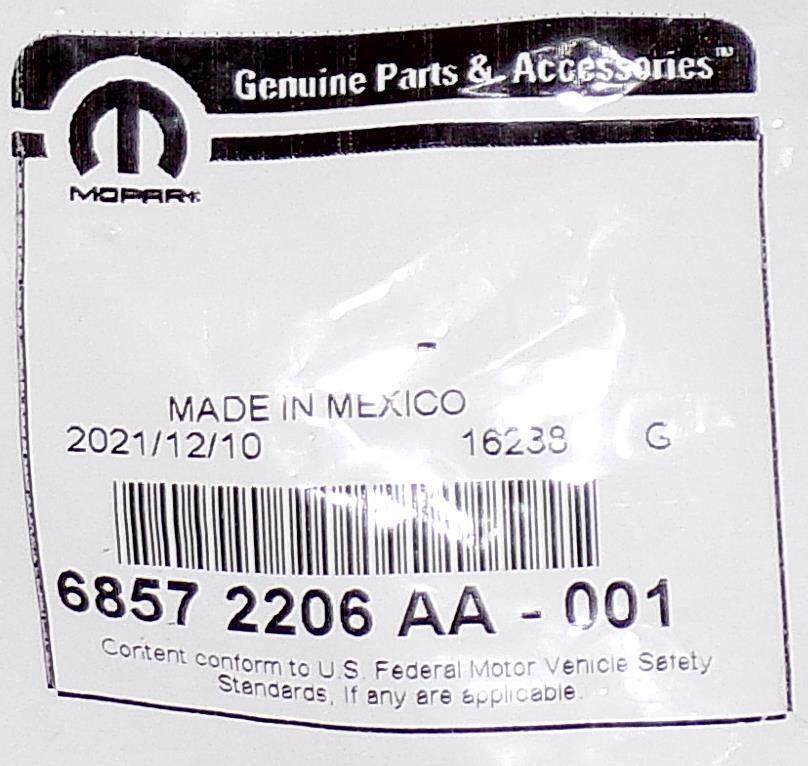 Genuine Parts & Accessories™
MOPAR
-
MADE IN MEXICO
2021/12/10 16238 G
6857 2206 AA - 001
Content conform to U.S. Federal Motor Vehicle Safety
Standards, If any are applicable.